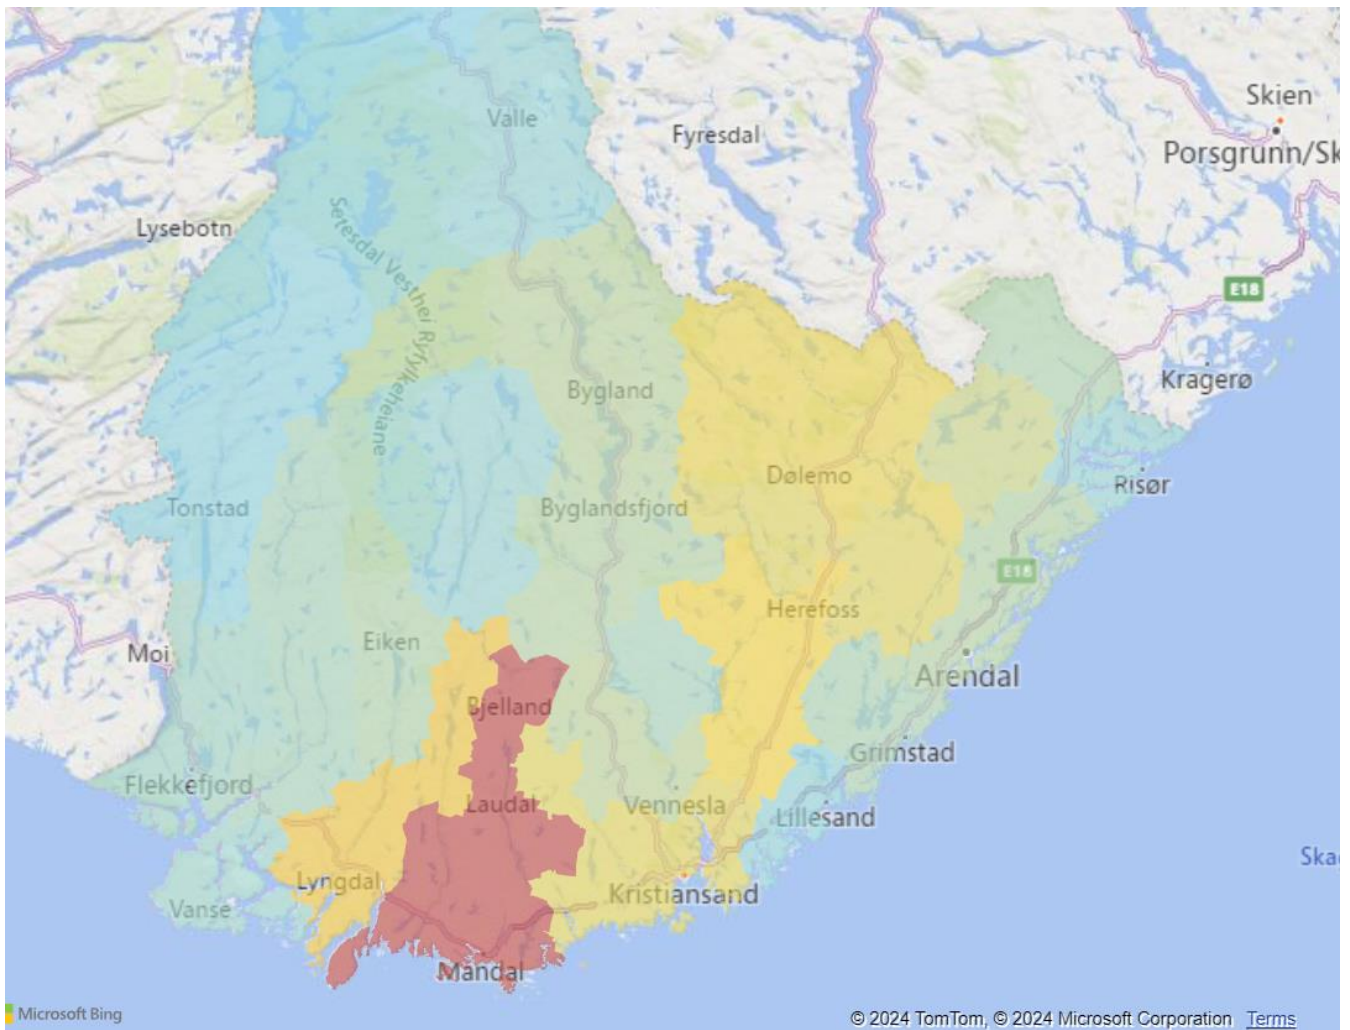 Skien
Valle
Fyresdal
Porsgrunn/Sk
Lysebotn
Setesdal Vesthei Ryfylkeheiane
E18
Kragerø
Bygland
Dølemo
Risør
Tonstad
Byglandsfjord
E18
Herefoss
Eiken
Moi
Arendal
Bjelland
Grimstad
Flekkefjord
Laudal
Vennesla
Lillesand
Ska
Lyngdal
Kristiansand
Vanse
Mandal
Microsoft Bing
© 2024 TomTom, © 2024 Microsoft Corporation Terms